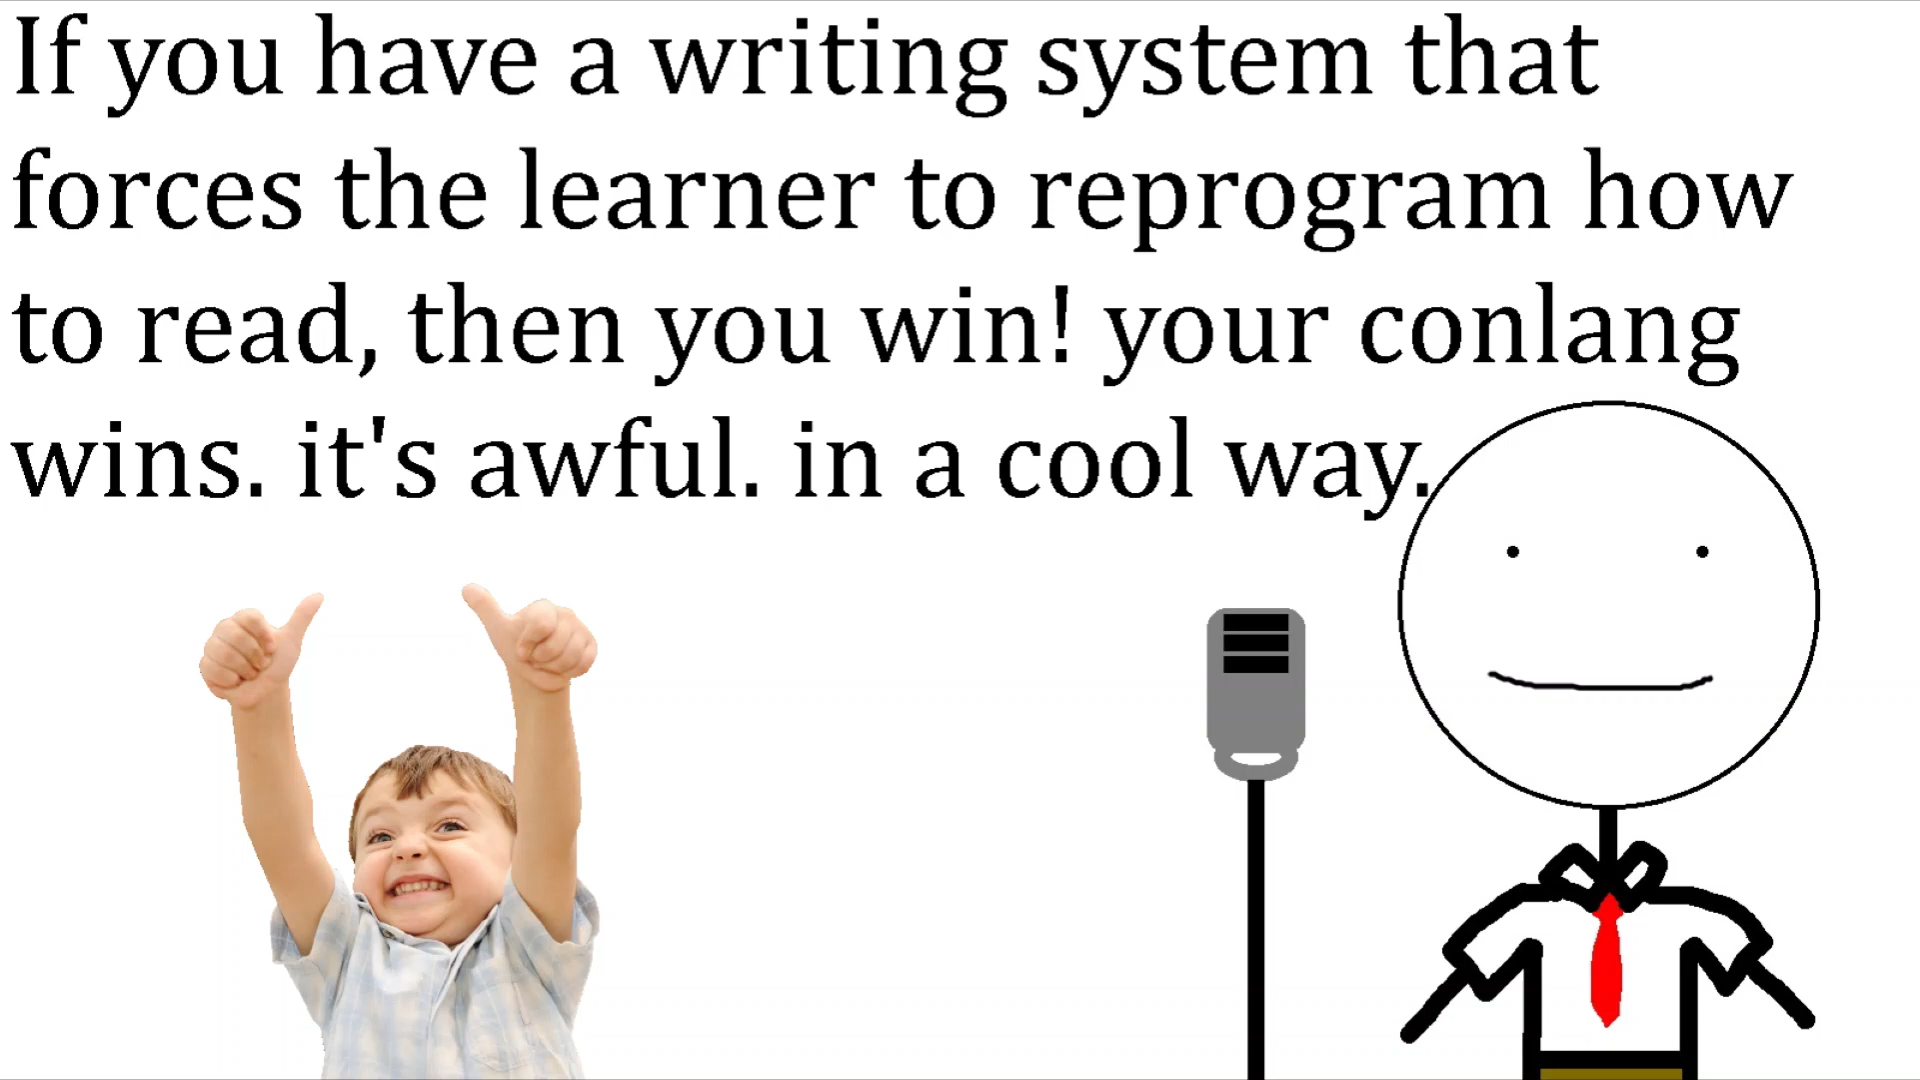 If you have a writing system that
forces the learner to reprogram how
to read, then you win! your conlang
wins. it's awful. in a cool way.